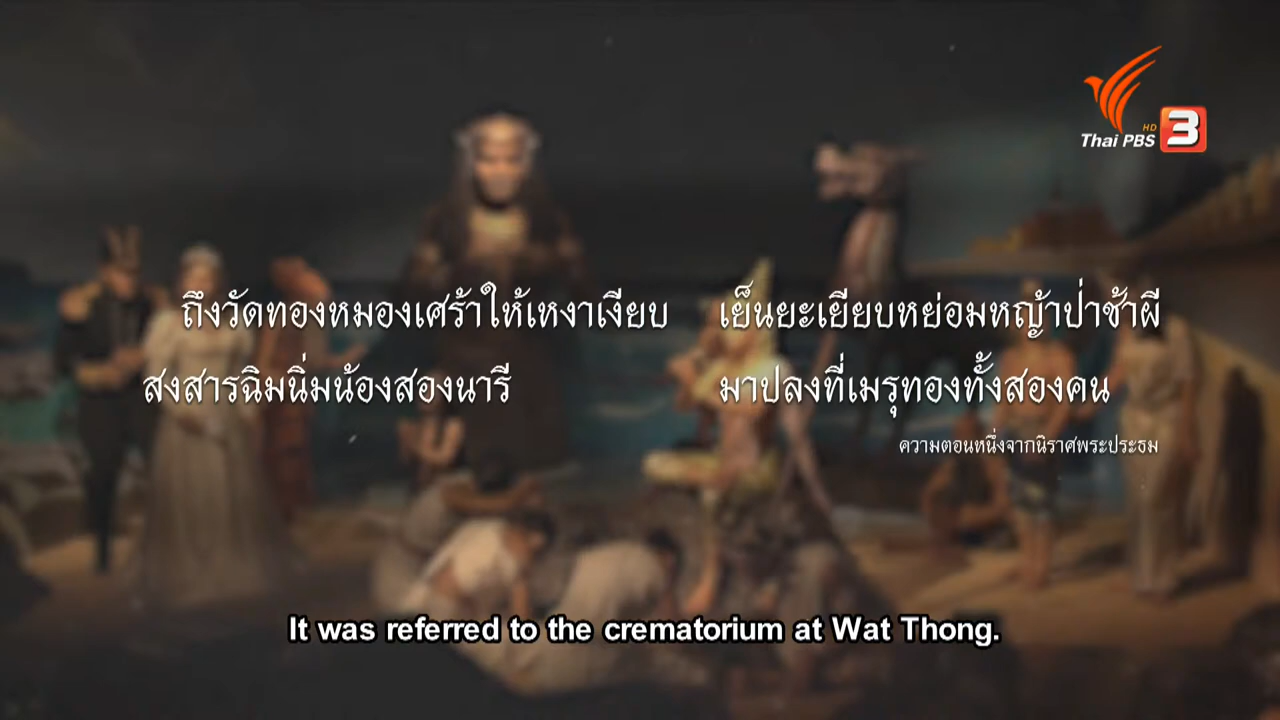 HD
Thai PBS 3
ถึงวัดทองหมองเศร้าให้เหงาเงียบ เย็นยะเยียบหย่อมหญ้าป่าช้าผี
สงสารฉิมนิ่มน้องสองนารี มาปลงที่เมรุทองทั้งสองคน
ความตอนหนึ่งจากนิราศพระประธม
It was referred to the crematorium at Wat Thong.